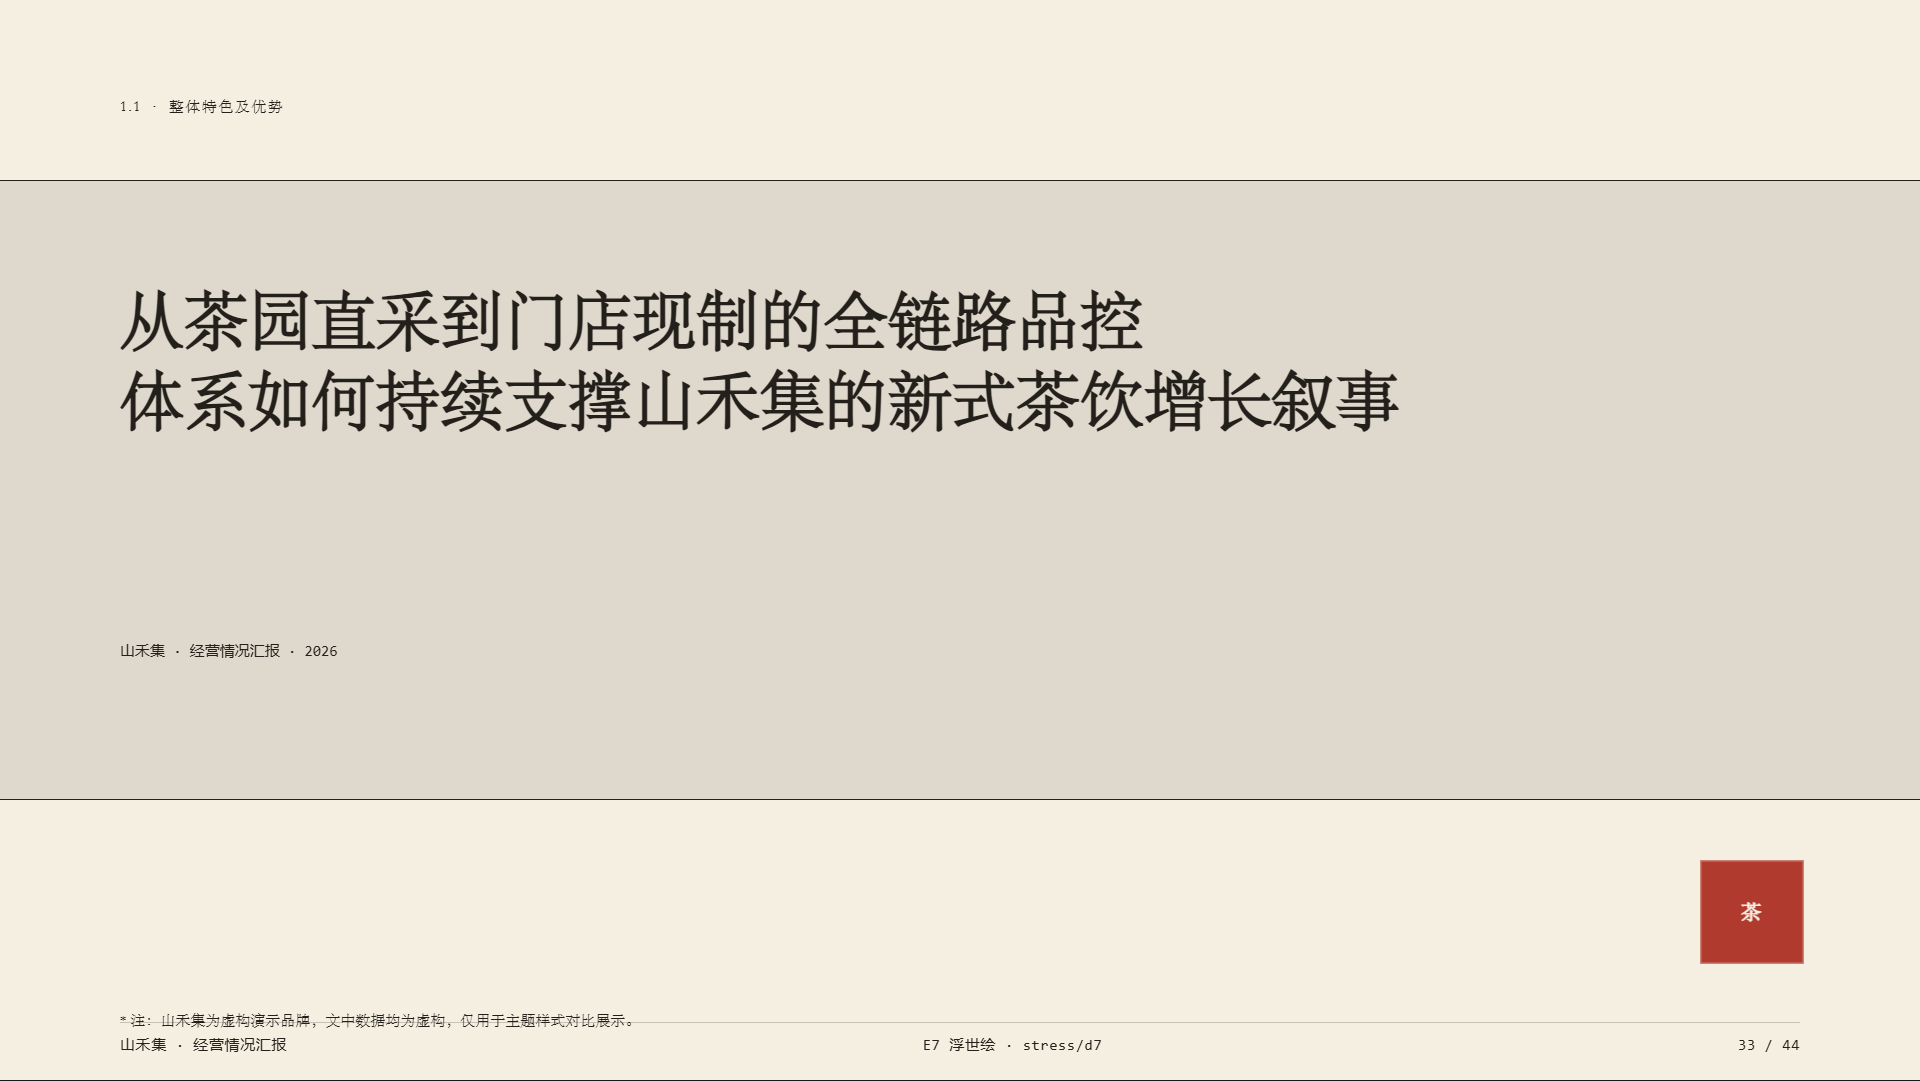 1.1 · 整体特色及优势
从茶园直采到门店现制的全链路品控
体系如何持续支撑山禾集的新式茶饮增长叙事
山禾集 · 经营情况汇报 · 2026
茶
* 注：山禾集为虚构演示品牌，文中数据均为虚构，仅用于主题样式对比展示。
山禾集 · 经营情况汇报
E7 浮世绘 · stress/d7
33 / 44